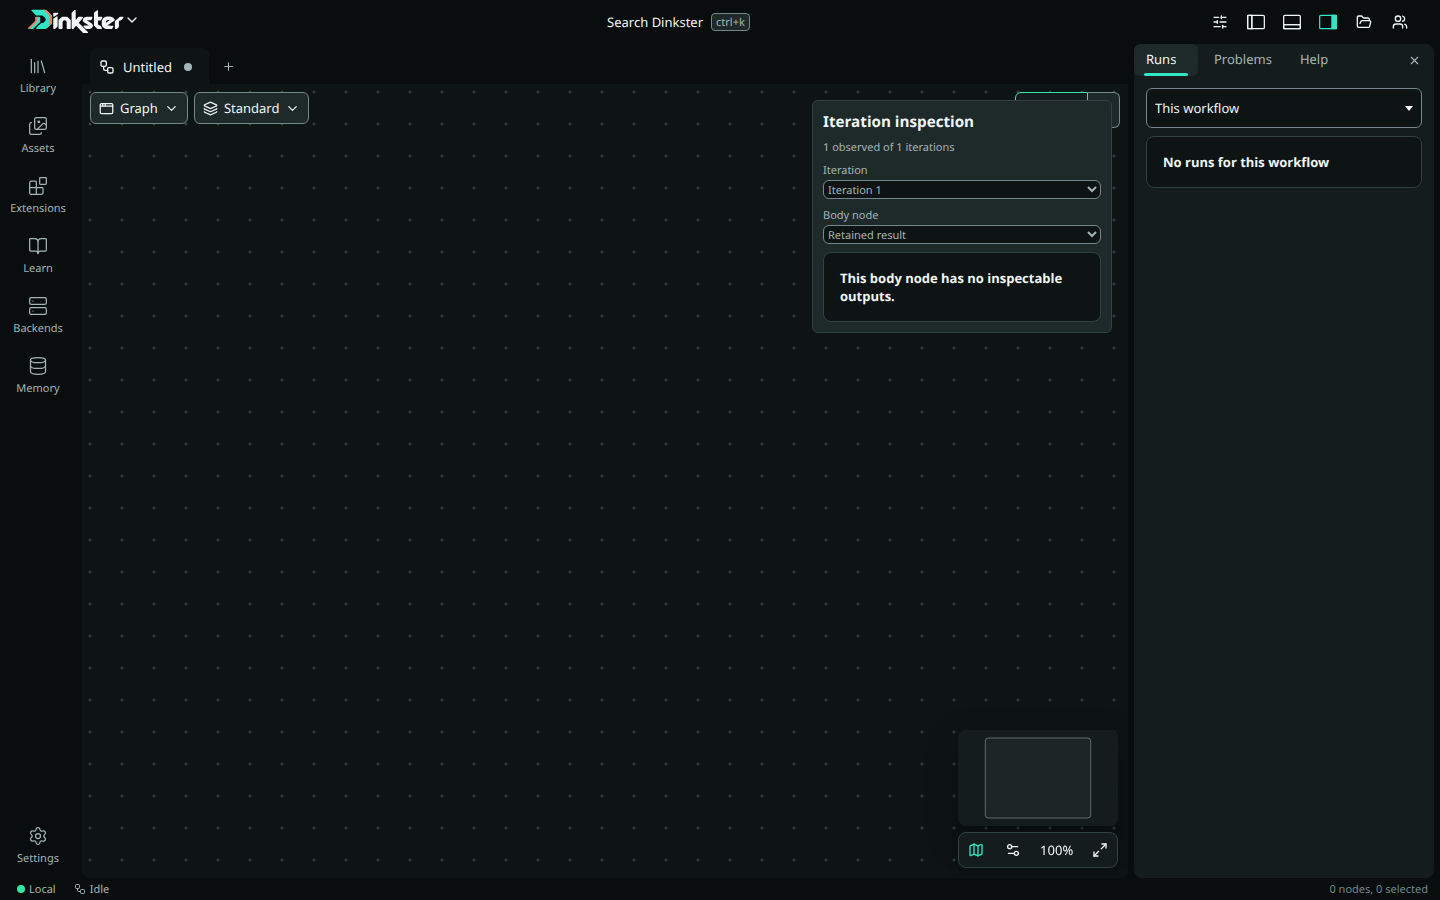 Dinkster
Search Dinkster ctrl+k
Library
Assets
Extensions
Learn
Backends
Memory
Settings
Untitled
Graph
Standard
Iteration inspection
1 observed of 1 iterations
Iteration
Iteration 1
Body node
Retained result
This body node has no inspectable
outputs.
100%
Runs Problems Help
This workflow
No runs for this workflow
Local Idle
0 nodes, 0 selected